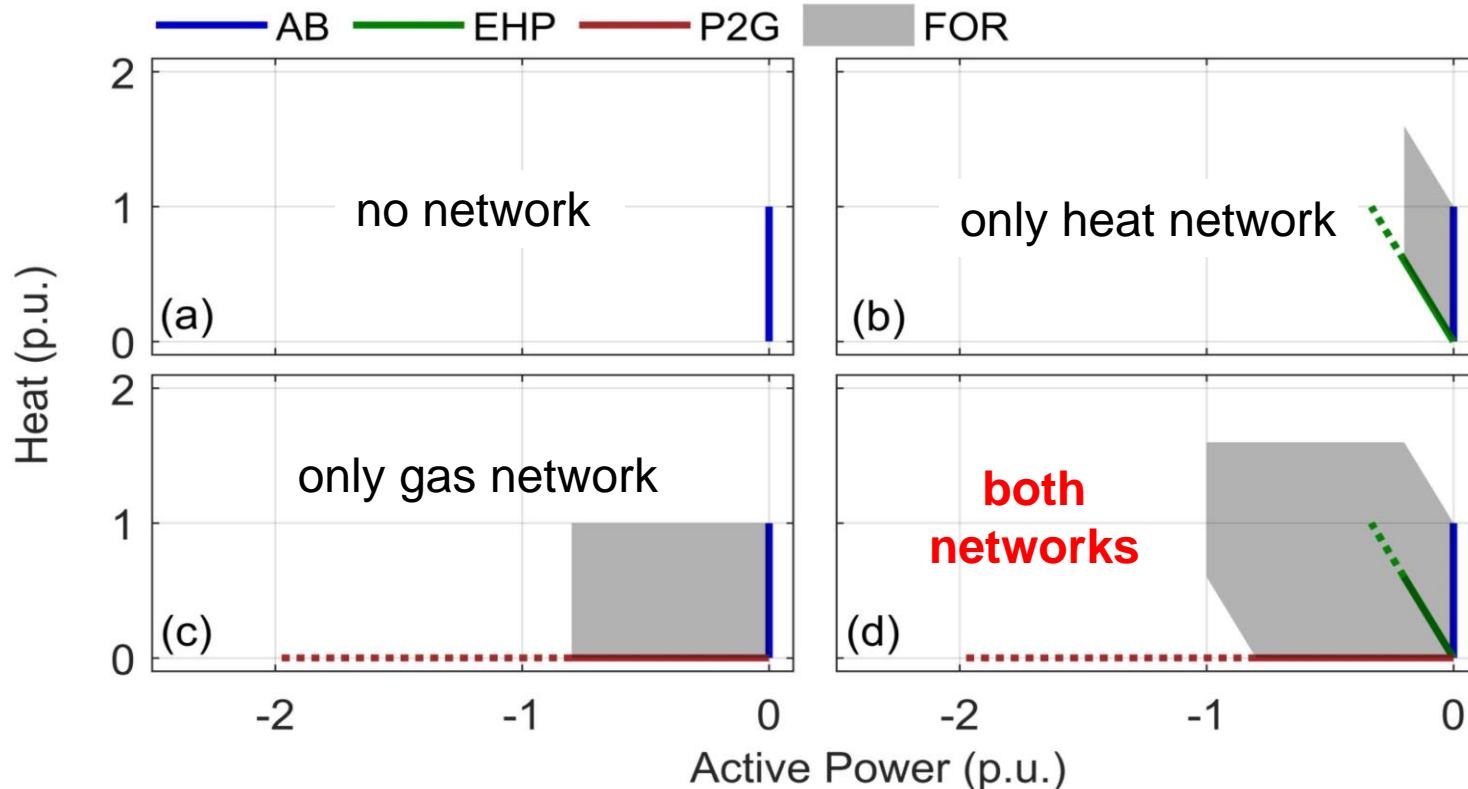 AB EHP P2G FOR
2
1
0
Heat (p.u.)
no network
(a)
only heat network
(b)
2
1
0
only gas network
(c)
both
networks
(d)
-2 -1 0
-2 -1 0
Active Power (p.u.)